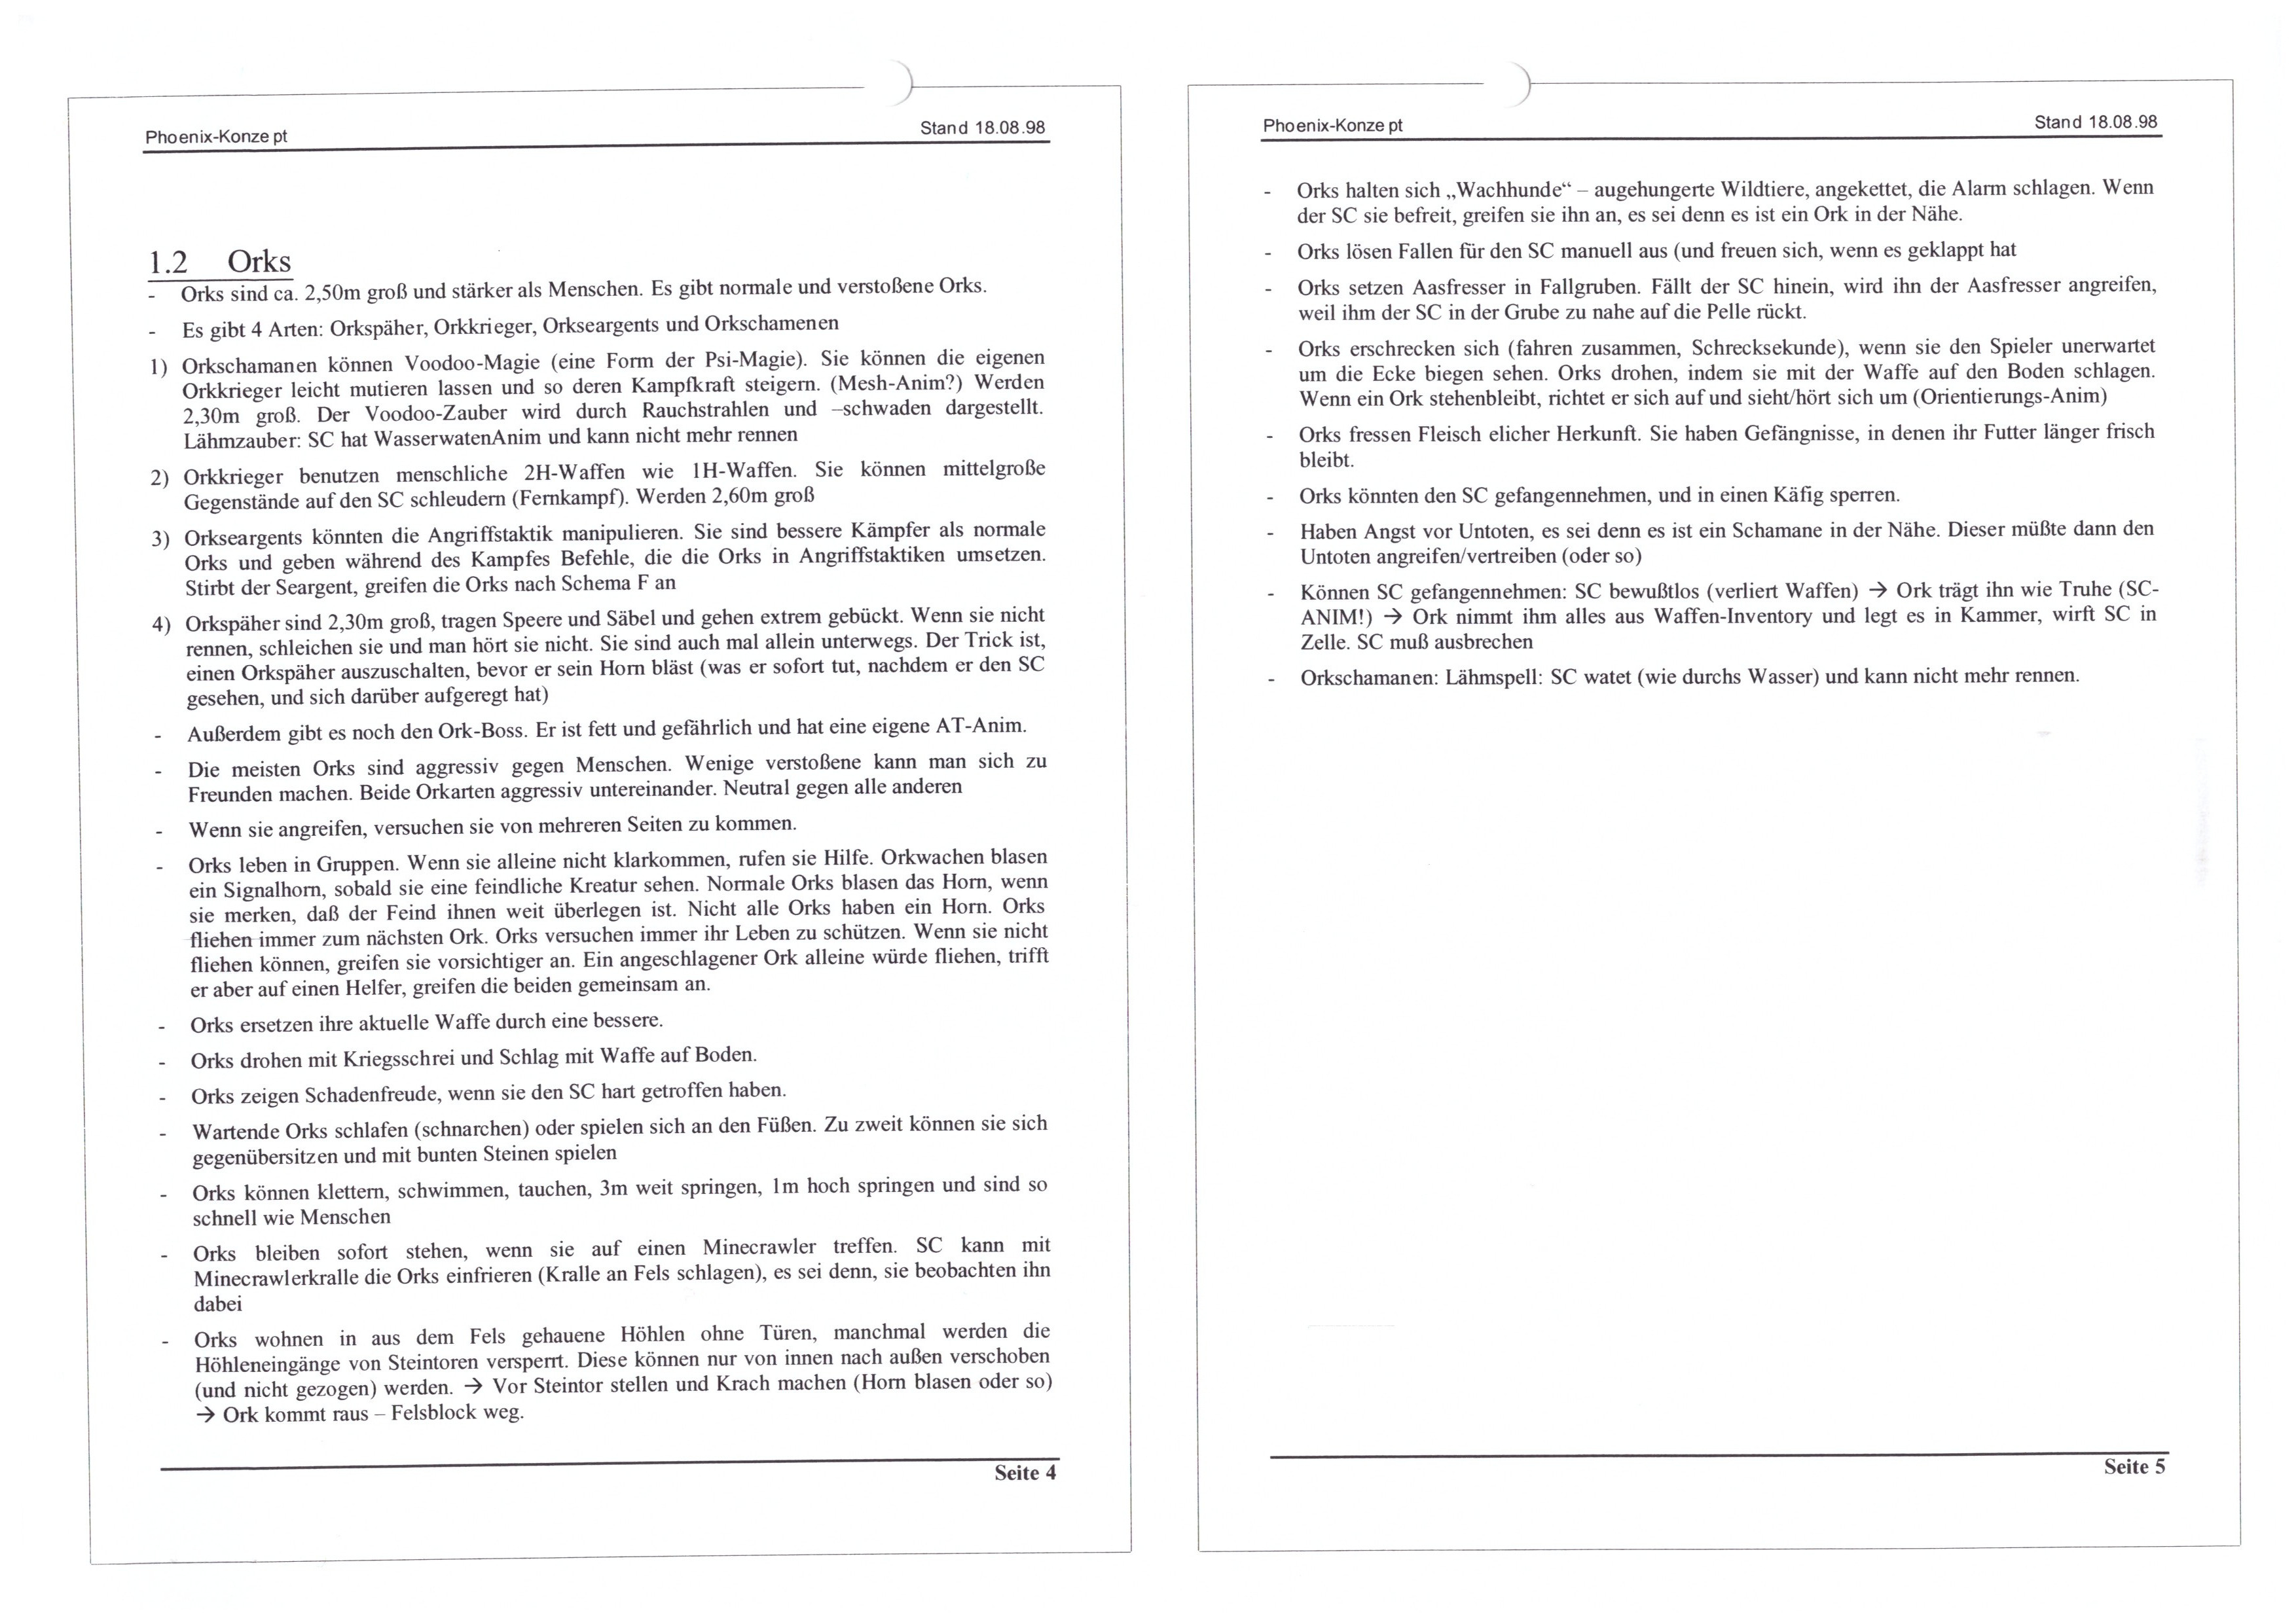 Phoenix-Konzept
Stand 18.08.98
1.2 Orks
- Orks sind ca. 2,50m groß und stärker als Menschen. Es gibt normale und verstoßene Orks.
- Es gibt 4 Arten: Orkspäher, Orkkrieger, Orkseargents und Orkschamenen
1) Orkschamanen können Voodoo-Magie (eine Form der Psi-Magie). Sie können die eigenen
Orkkrieger leicht mutieren lassen und so deren Kampfkraft steigern. (Mesh-Anim?) Werden
2,30m groß. Der Voodoo-Zauber wird durch Rauchstrahlen und –schwaden dargestellt.
Lähmzauber: SC hat WasserwatenAnim und kann nicht mehr rennen
2) Orkkrieger benutzen menschliche 2H-Waffen wie 1H-Waffen. Sie können mittelgroße
Gegenstände auf den SC schleudern (Fernkampf). Werden 2,60m groß
3) Orkseargents könnten die Angriffstaktik manipulieren. Sie sind bessere Kämpfer als normale
Orks und geben während des Kampfes Befehle, die die Orks in Angriffstaktiken umsetzen.
Stirbt der Seargent, greifen die Orks nach Schema F an
4) Orkspäher sind 2,30m groß, tragen Speere und Säbel und gehen extrem gebückt. Wenn sie nicht
rennen, schleichen sie und man hört sie nicht. Sie sind auch mal allein unterwegs. Der Trick ist,
einen Orkspäher auszuschalten, bevor er sein Horn bläst (was er sofort tut, nachdem er den SC
gesehen, und sich darüber aufgeregt hat)
- Außerdem gibt es noch den Ork-Boss. Er ist fett und gefährlich und hat eine eigene AT-Anim.
- Die meisten Orks sind aggressiv gegen Menschen. Wenige verstoßene kann man sich zu
Freunden machen. Beide Orkarten aggressiv untereinander. Neutral gegen alle anderen
- Wenn sie angreifen, versuchen sie von mehreren Seiten zu kommen.
- Orks leben in Gruppen. Wenn sie alleine nicht klarkommen, rufen sie Hilfe. Orkwachen blasen
ein Signalhorn, sobald sie eine feindliche Kreatur sehen. Normale Orks blasen das Horn, wenn
sie merken, daß der Feind ihnen weit überlegen ist. Nicht alle Orks haben ein Horn. Orks
fliehen immer zum nächsten Ork. Orks versuchen immer ihr Leben zu schützen. Wenn sie nicht
fliehen können, greifen sie vorsichtiger an. Ein angeschlagener Ork alleine würde fliehen, trifft
er aber auf einen Helfer, greifen die beiden gemeinsam an.
- Orks ersetzen ihre aktuelle Waffe durch eine bessere.
- Orks drohen mit Kriegsschrei und Schlag mit Waffe auf Boden.
- Orks zeigen Schadenfreude, wenn sie den SC hart getroffen haben.
- Wartende Orks schlafen (schnarchen) oder spielen sich an den Füßen. Zu zweit können sie sich
gegenübersitzen und mit bunten Steinen spielen
- Orks können klettern, schwimmen, tauchen, 3m weit springen, 1m hoch springen und sind so
schnell wie Menschen
- Orks bleiben sofort stehen, wenn sie auf einen Minecrawler treffen. SC kann mit
Minecrawlerkralle die Orks einfrieren (Kralle an Fels schlagen), es sei denn, sie beobachten ihn
dabei
- Orks wohnen in aus dem Fels gehauene Höhlen ohne Türen, manchmal werden die
Höhleneingänge von Steintoren versperrt. Diese können nur von innen nach außen verschoben
(und nicht gezogen) werden. → Vor Steintor stellen und Krach machen (Horn blasen oder so)
→ Ork kommt raus – Felsblock weg.
Seite 4
Phoenix-Konzept
Stand 18.08.98
- Orks halten sich „Wachhunde“ – augehungerte Wildtiere, angekettet, die Alarm schlagen. Wenn
der SC sie befreit, greifen sie ihn an, es sei denn es ist ein Ork in der Nähe.
- Orks lösen Fallen für den SC manuell aus (und freuen sich, wenn es geklappt hat
- Orks setzen Aasfresser in Fallgruben. Fällt der SC hinein, wird ihn der Aasfresser angreifen,
weil ihm der SC in der Grube zu nahe auf die Pelle rückt.
- Orks erschrecken sich (fahren zusammen, Schrecksekunde), wenn sie den Spieler unerwartet
um die Ecke biegen sehen. Orks drohen, indem sie mit der Waffe auf den Boden schlagen.
Wenn ein Ork stehenbleibt, richtet er sich auf und sieht/hört sich um (Orientierungs-Anim)
- Orks fressen Fleisch elicher Herkunft. Sie haben Gefängnisse, in denen ihr Futter länger frisch
bleibt.
- Orks könnten den SC gefangennehmen, und in einen Käfig sperren.
- Haben Angst vor Untoten, es sei denn es ist ein Schamane in der Nähe. Dieser müßte dann den
Untoten angreifen/vertreiben (oder so)
- Können SC gefangennehmen: SC bewußtlos (verliert Waffen) → Ork trägt ihn wie Truhe (SC-
ANIM!) → Ork nimmt ihm alles aus Waffen-Inventory und legt es in Kammer, wirft SC in
Zelle. SC muß ausbrechen
- Orkschamanen: Lähmspell: SC watet (wie durchs Wasser) und kann nicht mehr rennen.
Seite 5